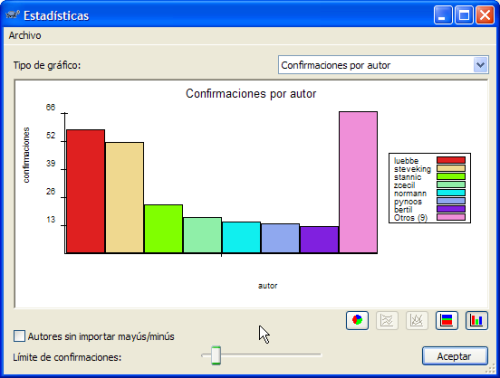 Estadísticas
Archivo
Tipo de gráfico:
Confirmaciones por autor
Confirmaciones por autor
66
52
39
26
13
confirmaciones
autor
luebbe
steveking
stannic
zoecil
normann
pynoos
bertil
Otros (9)
Autores sin importar mayús/minús
Límite de confirmaciones:
Aceptar